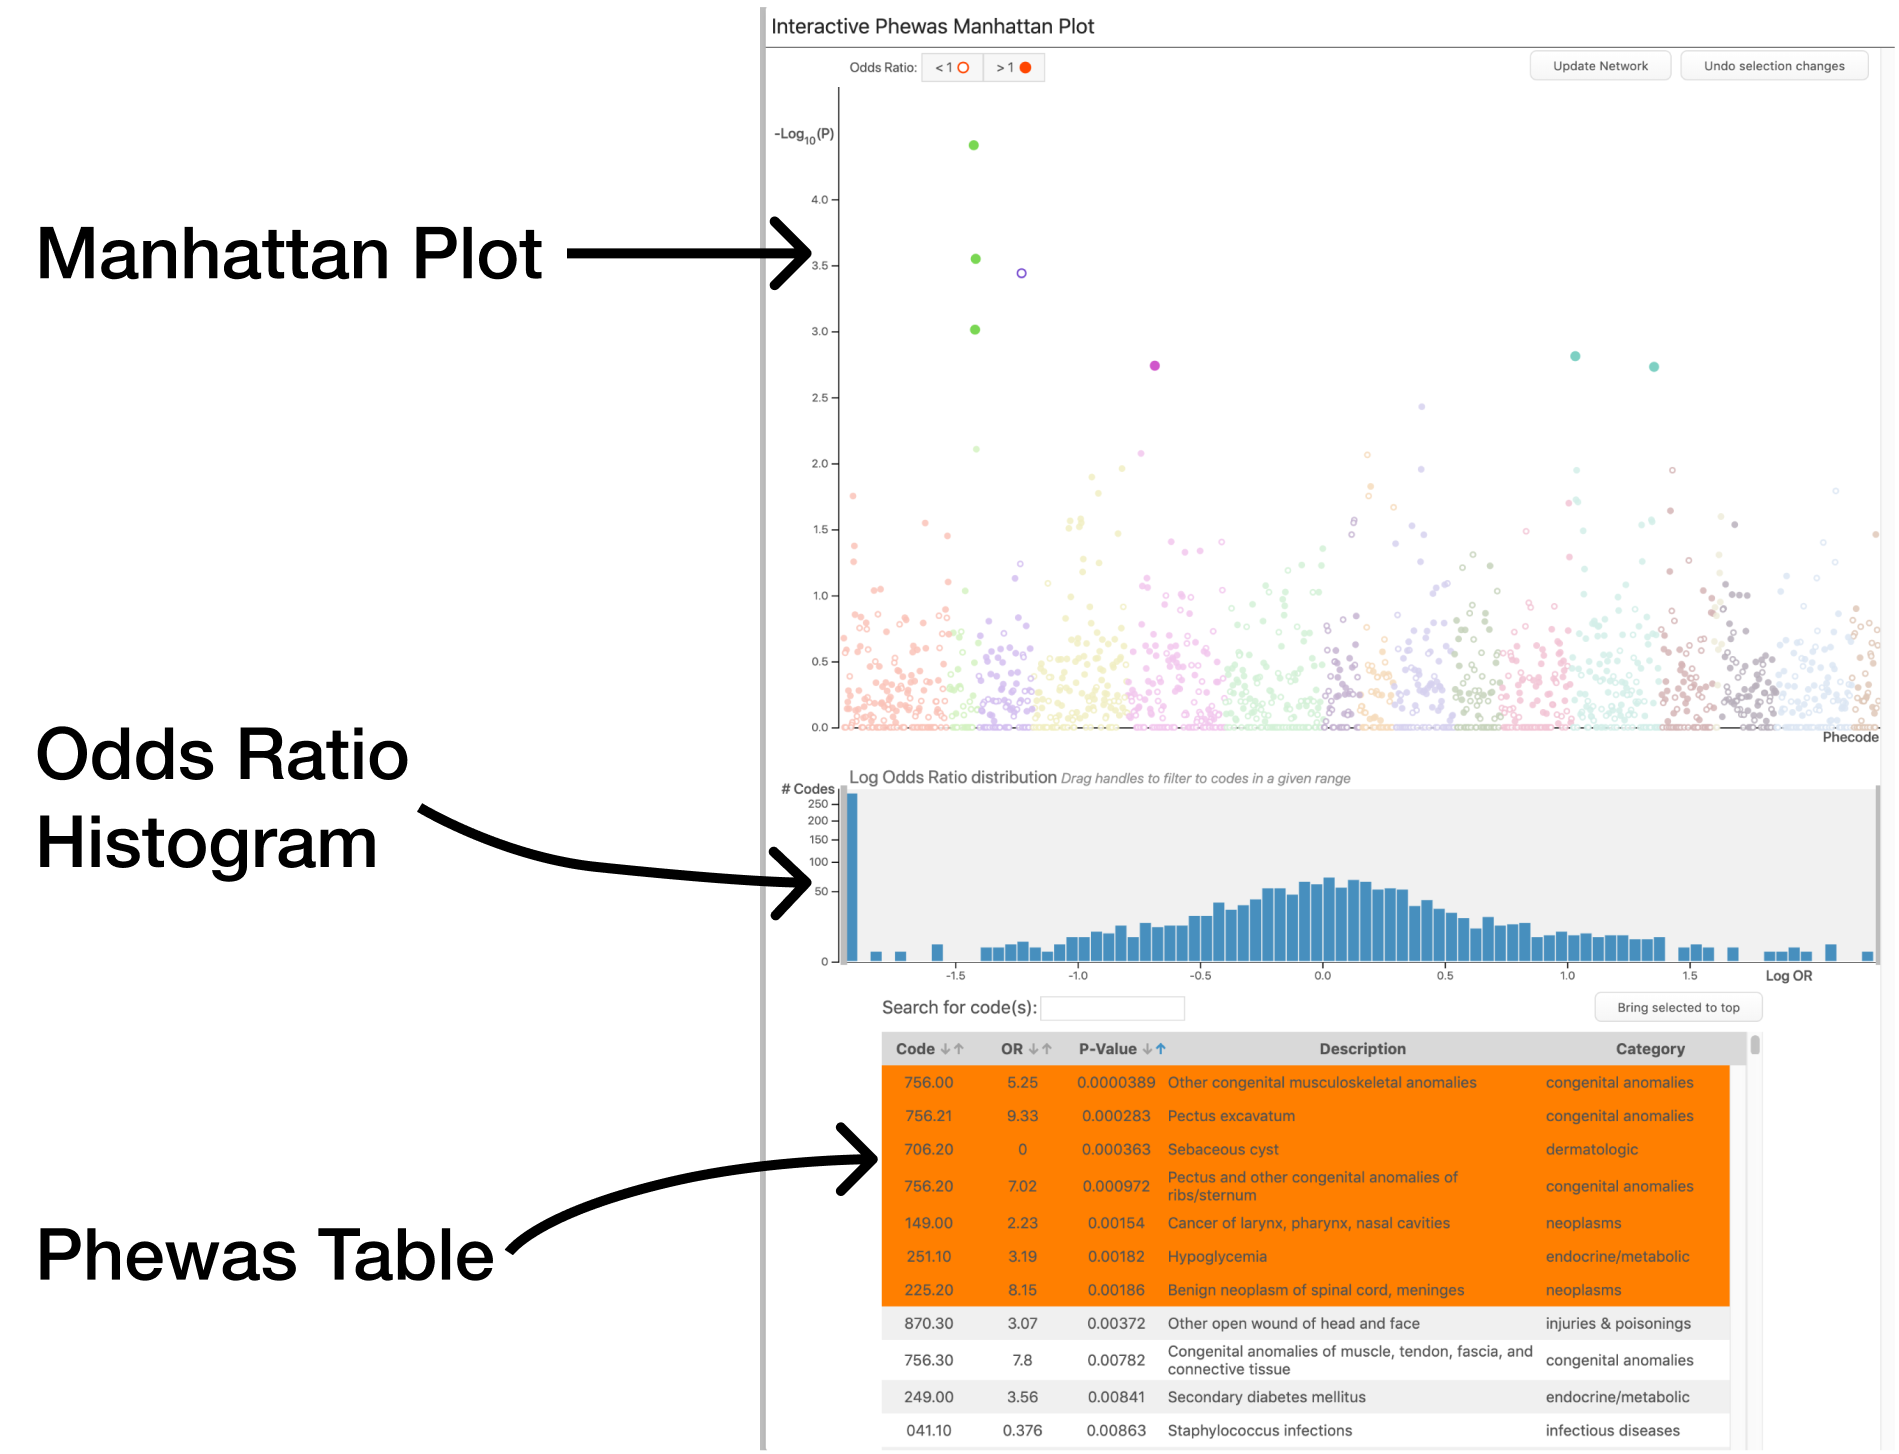 Interactive Phewas Manhattan Plot
Odds Ratio: < 1 > 1 Update Network Undo selection changes
-Log10(P)
4.0
3.5
3.0
2.5
2.0
1.5
1.0
0.5
0.0
Phecode
Manhattan Plot
Log Odds Ratio distribution Drag handles to filter to codes in a given range
# Codes
250
200
150
100
50
0
-1.5 -1.0 -0.5 0.0 0.5 1.0 1.5 Log OR
Odds Ratio
Histogram
Search for code(s): Bring selected to top
Code ↓↑ OR ↓↑ P-Value ↓↑ Description Category
756.00 5.25 0.0000389 Other congenital musculoskeletal anomalies congenital anomalies
756.21 9.33 0.000283 Pectus excavatum congenital anomalies
706.20 0 0.000363 Sebaceous cyst dermatologic
756.20 7.02 0.000972 Pectus and other congenital anomalies of
ribs/sternum congenital anomalies
149.00 2.23 0.00154 Cancer of larynx, pharynx, nasal cavities neoplasms
251.10 3.19 0.00182 Hypoglycemia endocrine/metabolic
225.20 8.15 0.00186 Benign neoplasm of spinal cord, meninges neoplasms
870.30 3.07 0.00372 Other open wound of head and face injuries & poisonings
756.30 7.8 0.00782 Congenital anomalies of muscle, tendon, fascia, and
connective tissue congenital anomalies
249.00 3.56 0.00841 Secondary diabetes mellitus endocrine/metabolic
041.10 0.376 0.00863 Staphylococcus infections infectious diseases
Phewas Table